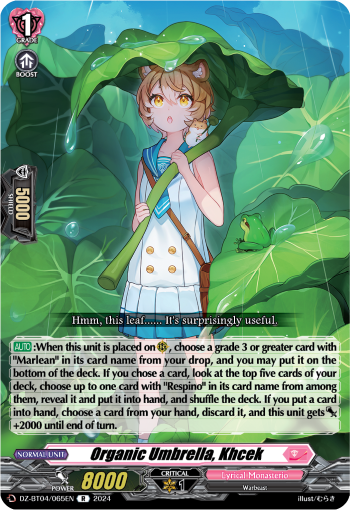 1
GRADE
BOOST
5000
SHIELD
Hmm, this leaf...... It's surprisingly useful.
AUTO:When this unit is placed on, choose a grade 3 or greater card with
"Marlean" in its card name from your drop, and you may put it on the
bottom of the deck. If you chose a card, look at the top five cards of your
deck, choose up to one card with "Respino" in its card name from among
them, reveal it and put it into hand, and shuffle the deck. If you put a card
into hand, choose a card from your hand, discard it, and this unit gets
+2000 until end of turn.
NORMAL UNIT
Organic Umbrella, Khcek
Lyrical Monasterio
POWER
8000
CRITICAL
1
Warbeast
DZ-BT04/065EN R 2024
illust/むらき